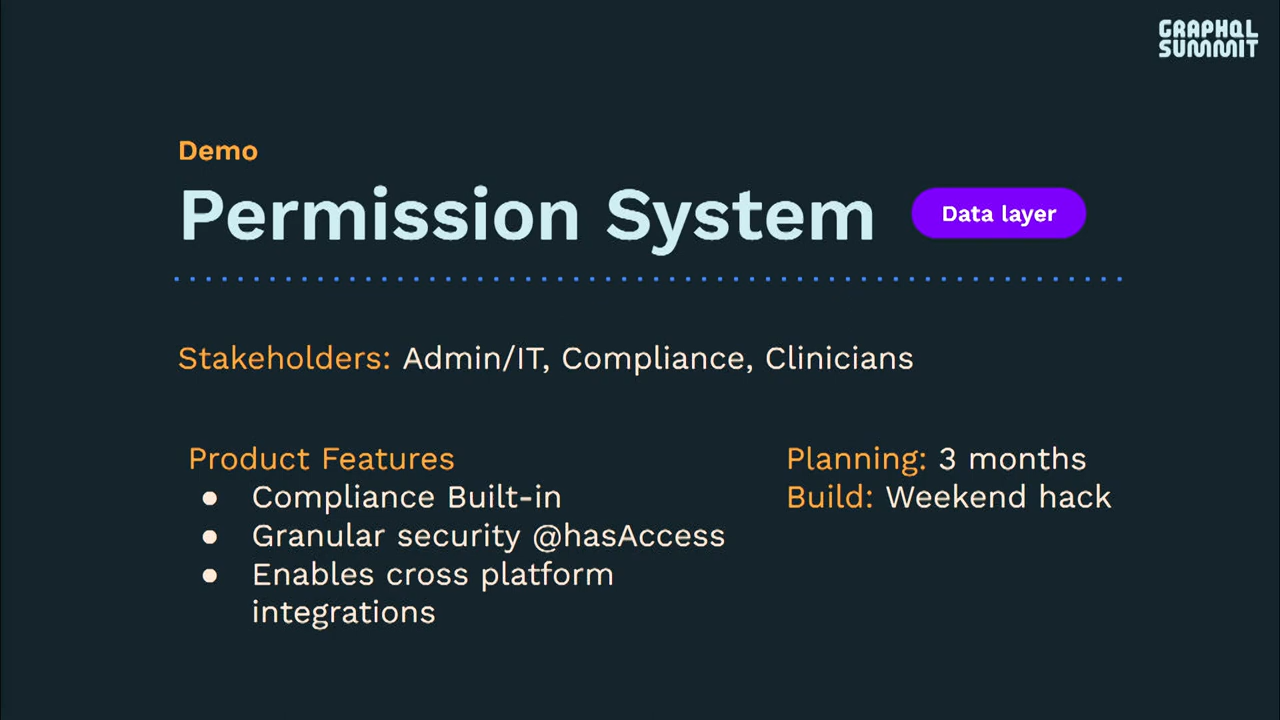 GRAPHQL
SUMMIT
Demo
Permission System
Data layer
Stakeholders: Admin/IT, Compliance, Clinicians
Product Features
● Compliance Built-in
● Granular security @hasAccess
● Enables cross platform
integrations
Planning: 3 months
Build: Weekend hack